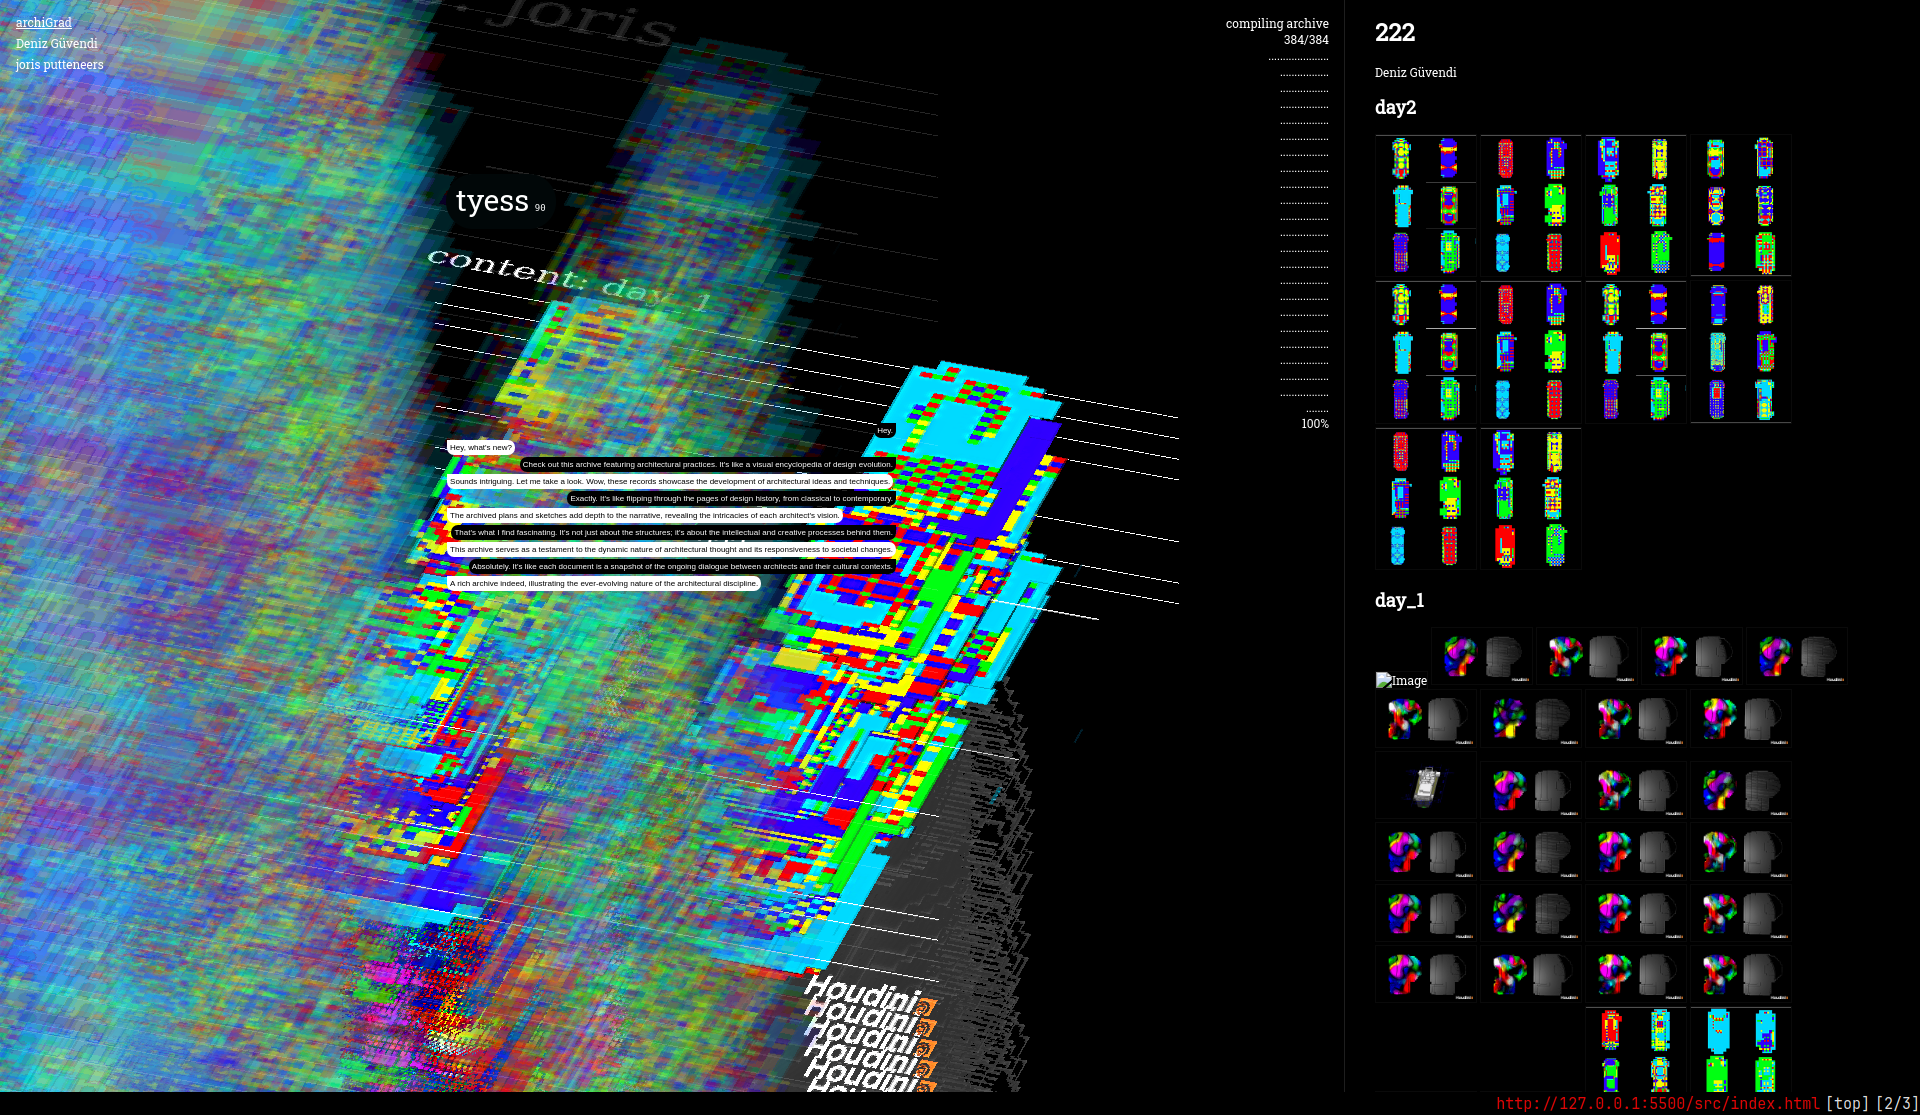 archiGrad
Deniz Güvendi
joris putteneers
. Joris
compiling archive
384/384
100%
tyess 90
content: day_1
Hey.
Hey, what's new?
Check out this archive featuring architectural practices. It's like a visual encyclopedia of design evolution.
Sounds intriguing. Let me take a look. Wow, these records showcase the development of architectural ideas and techniques.
Exactly. It's like flipping through the pages of design history, from classical to contemporary.
The archived plans and sketches add depth to the narrative, revealing the intricacies of each architect's vision.
That's what I find fascinating. It's not just about the structures; it's about the intellectual and creative processes behind them.
This archive serves as a testament to the dynamic nature of architectural thought and its responsiveness to societal changes.
Absolutely. It's like each document is a snapshot of the ongoing dialogue between architects and their cultural contexts.
A rich archive indeed, illustrating the ever-evolving nature of the architectural discipline.
Houdini
Houdini
Houdini
Houdini
Houdini
Houdini
222
Deniz Güvendi
day2
day_1
Image
http://127.0.0.1:5500/src/index.html [top] [2/3]